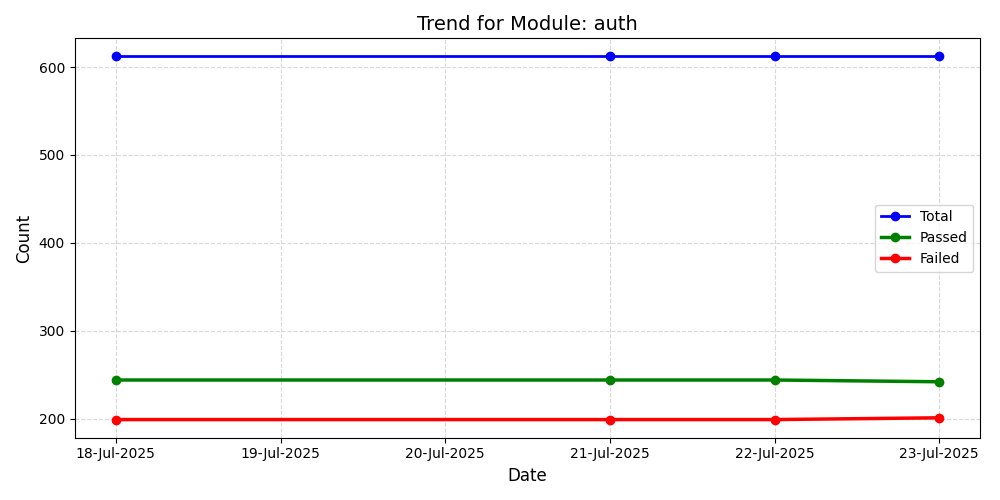 Trend for Module: auth
Count
600
500
400
300
200
Total
Passed
Failed
18-Jul-2025
19-Jul-2025
20-Jul-2025
21-Jul-2025
22-Jul-2025
23-Jul-2025
Date